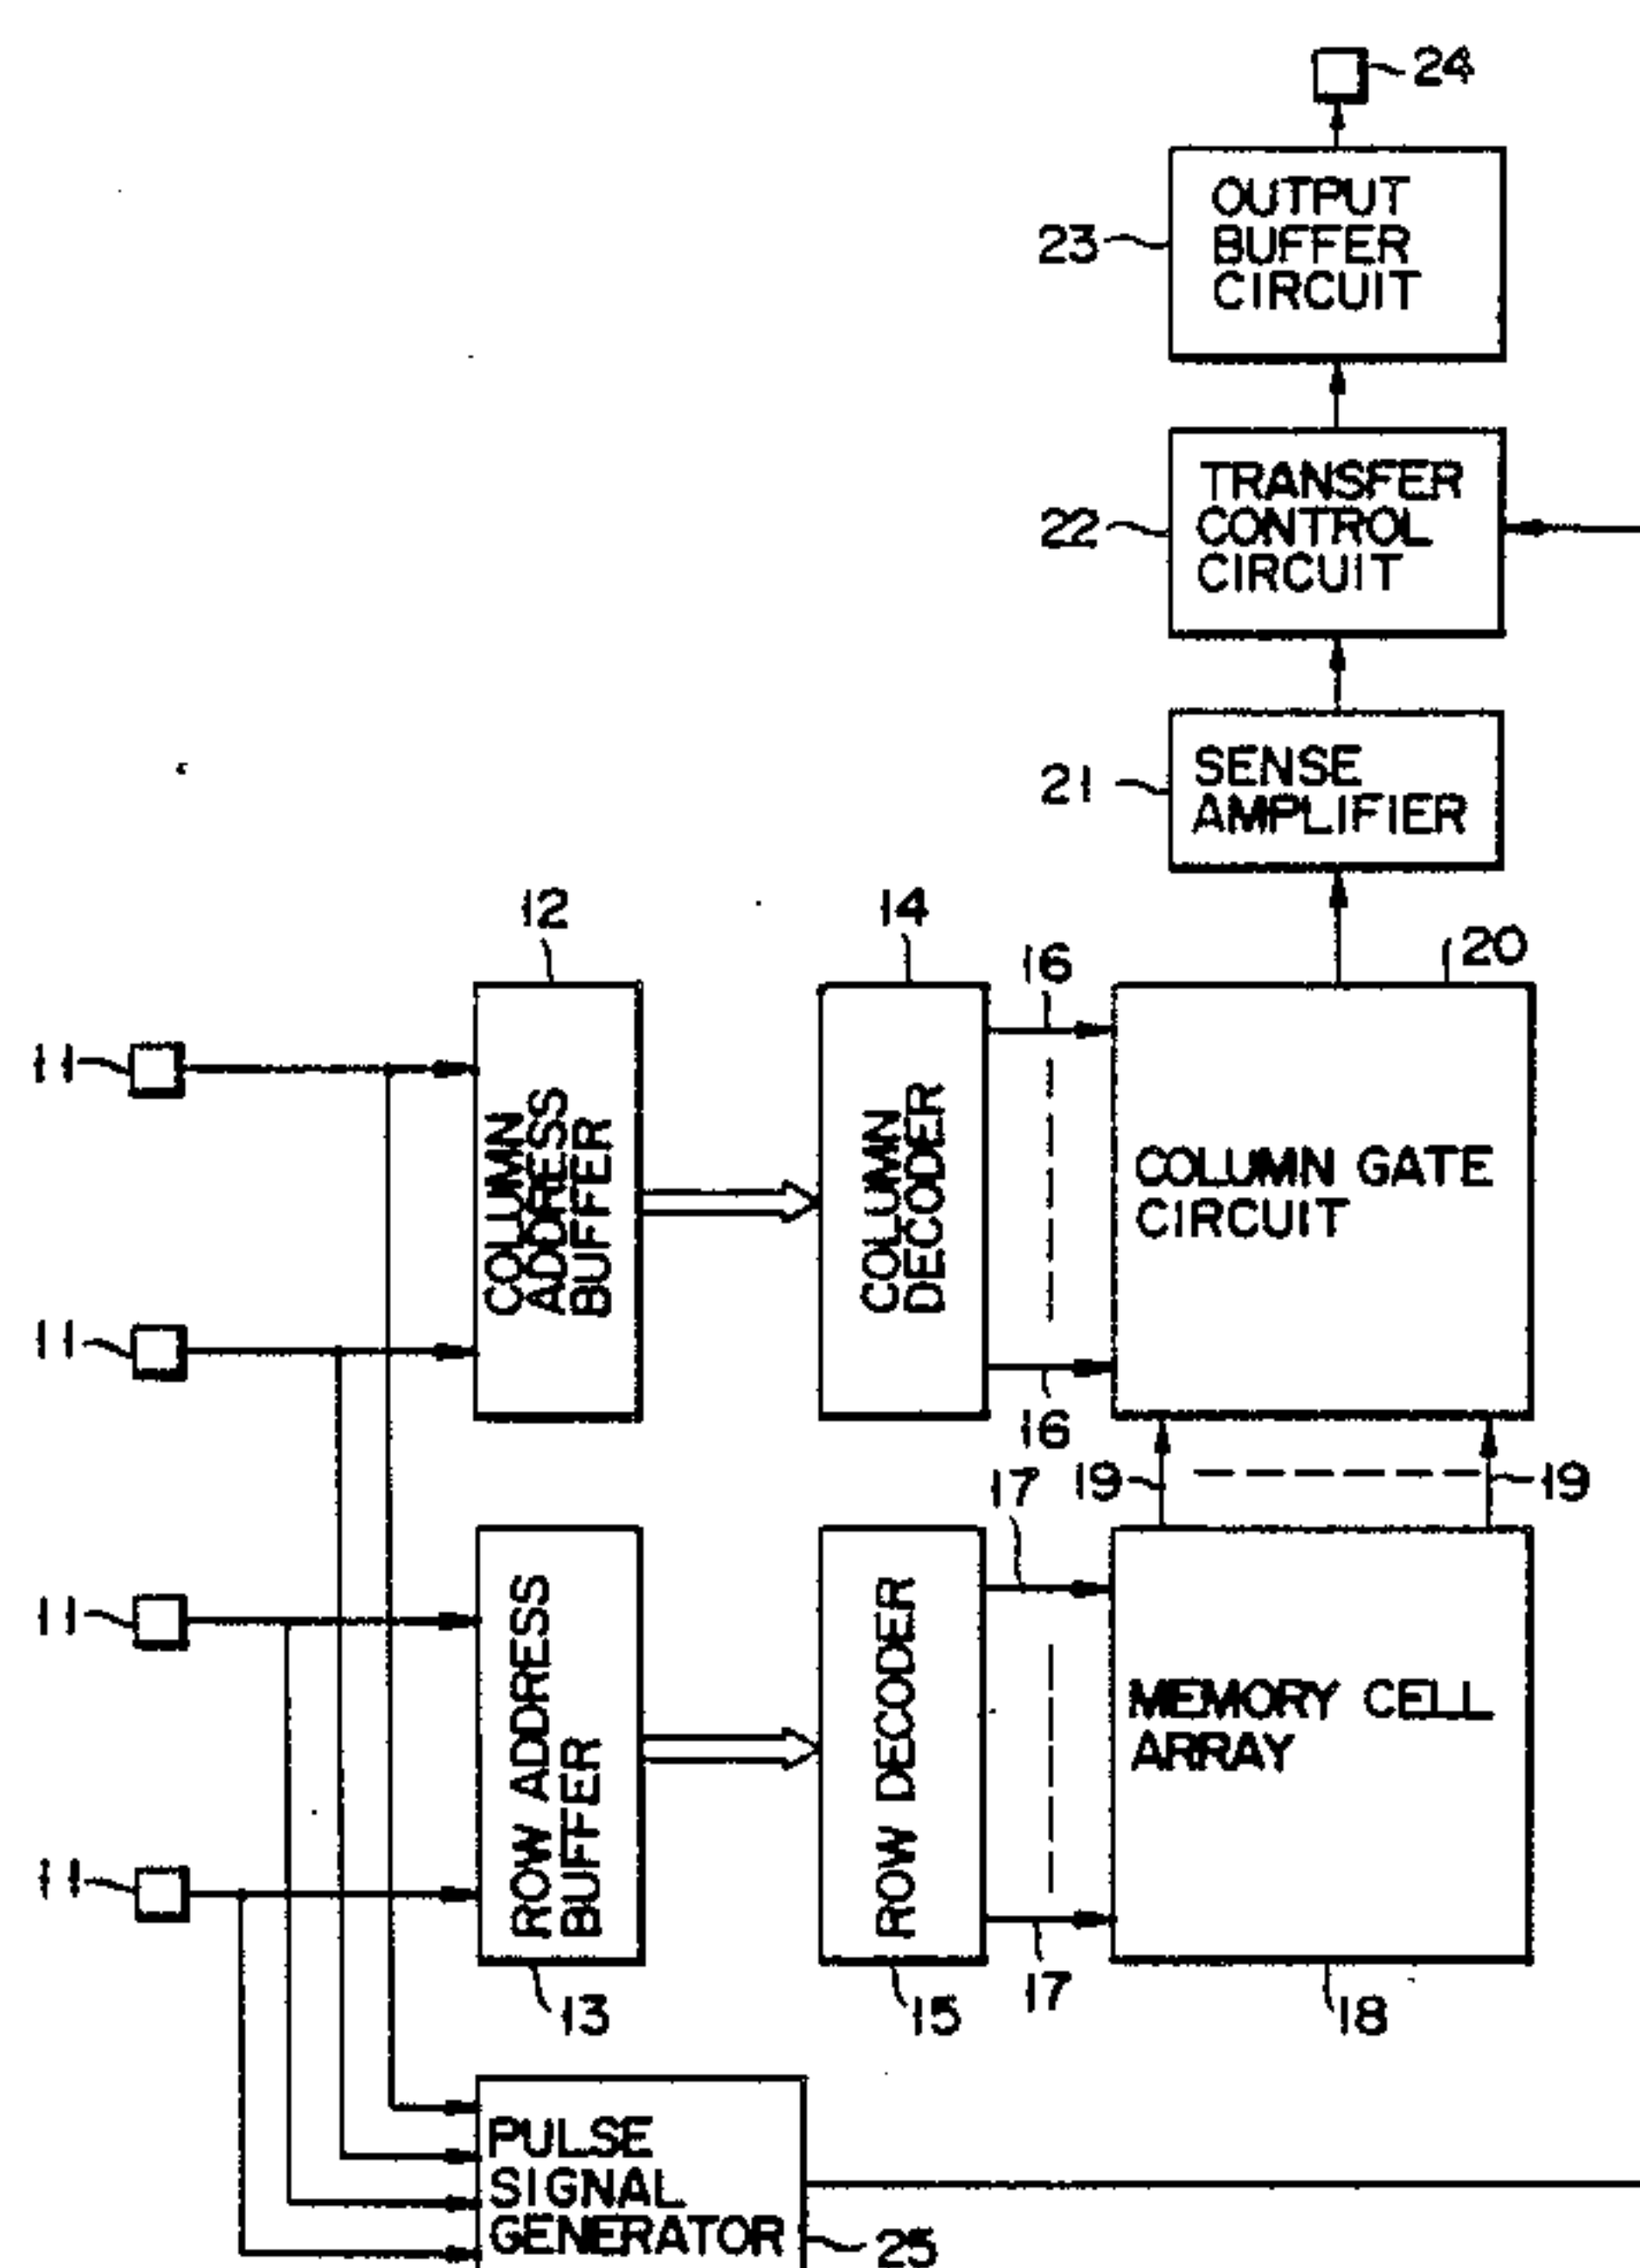 24
OUTPUT
BUFFER
CIRCUIT
23
TRANSFER
CONTROL
CIRCUIT
22
SENSE
AMPLIFIER
21
12
14
16
20
11
COLUMN
ADDRESS
BUFFER
COLUMN
DECODER
COLUMN GATE
CIRCUIT
11
16
17
19
19
11
ROW ADDRESS
BUFFER
ROW DECODER
MEMORY CELL
ARRAY
11
13
15
17
18
PULSE
SIGNAL
GENERATOR
25